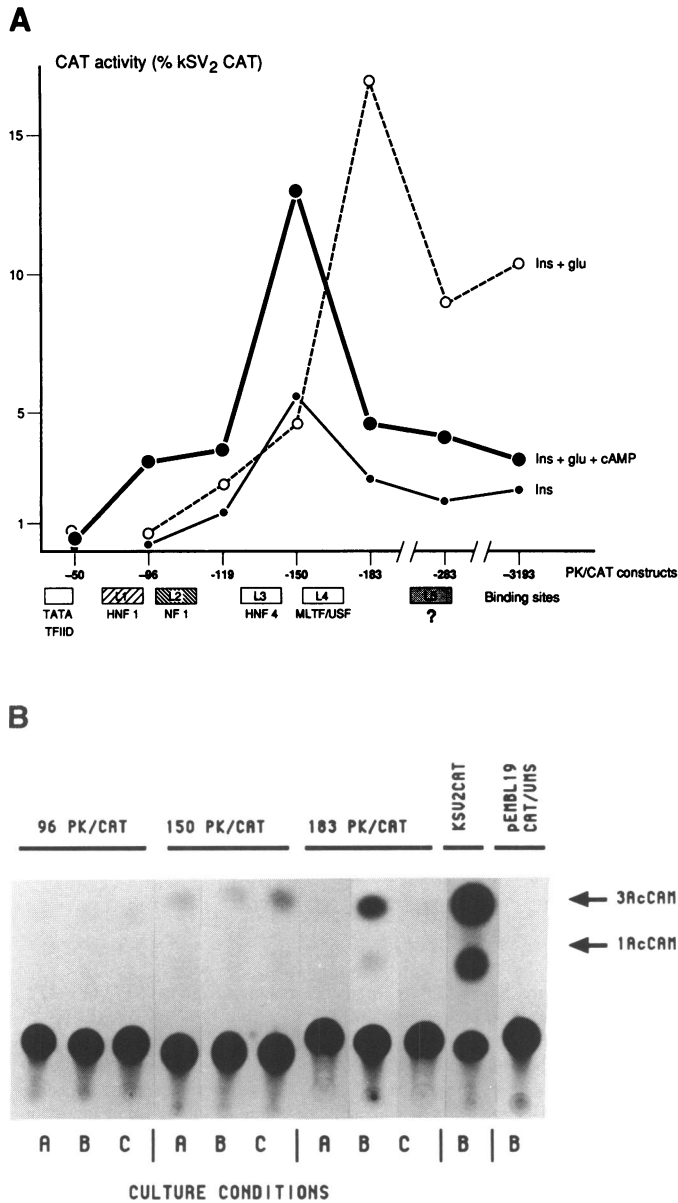 A
CAT activity (% kSV2 CAT)
15
10
5
1
Ins + glu
Ins + glu + cAMP
Ins
-50 -96 -119 -150 -183 -283 -3193 PK/CAT constructs
L1 L2 L3 L4 L5 Binding sites
TATA HNF 1 NF 1 HNF 4 MLTF/USF ?
TFIID
B
96 PK/CAT 150 PK/CAT 183 PK/CAT KSV2CAT pEMBL19 CAT/UMS
3AcCAM
1AcCAM
A B C A B C A B C B B
CULTURE CONDITIONS